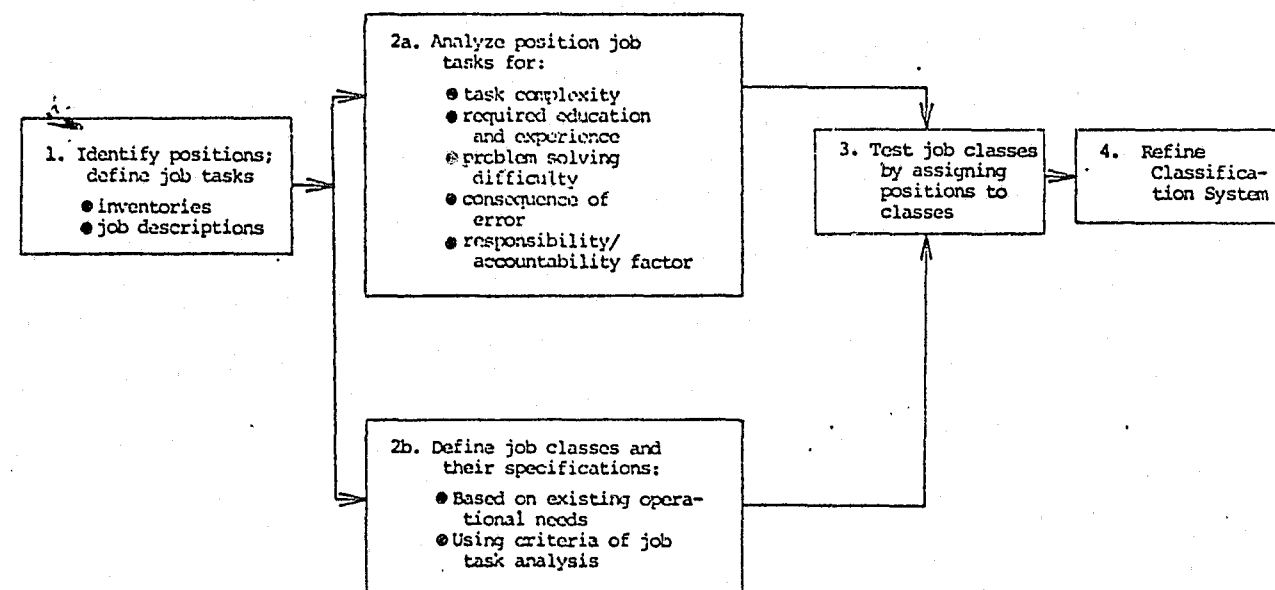 1. Identify positions;
define job tasks
● inventories
● job descriptions
2a. Analyze position job
tasks for:
● task complexity
● required education
and experience
● problem solving
difficulty
● consequence of
error
● responsibility/
accountability factor
2b. Define job classes and
their specifications:
● Based on existing opera-
tional needs
● Using criteria of job
task analysis
3. Test job classes
by assigning
positions to
classes
4. Refine
Classifica-
tion System